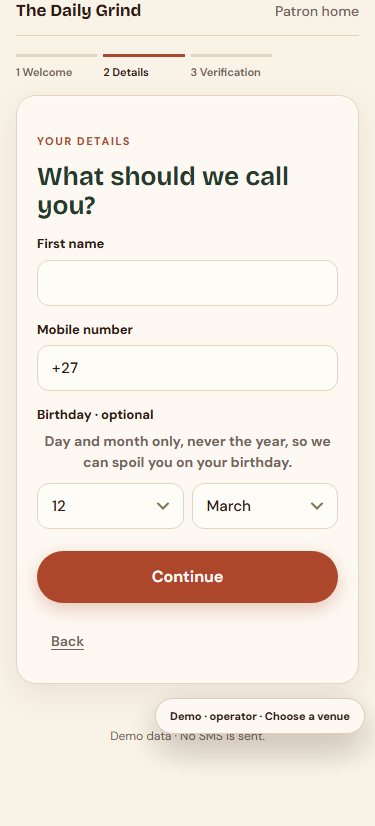 The Daily Grind
Patron home
1 Welcome
2 Details
3 Verification
YOUR DETAILS
What should we call
you?
First name
Mobile number
+27
Birthday · optional
Day and month only, never the year, so we
can spoil you on your birthday.
12
March
Continue
Back
Demo · operator · Choose a venue
Demo data · No SMS is sent.